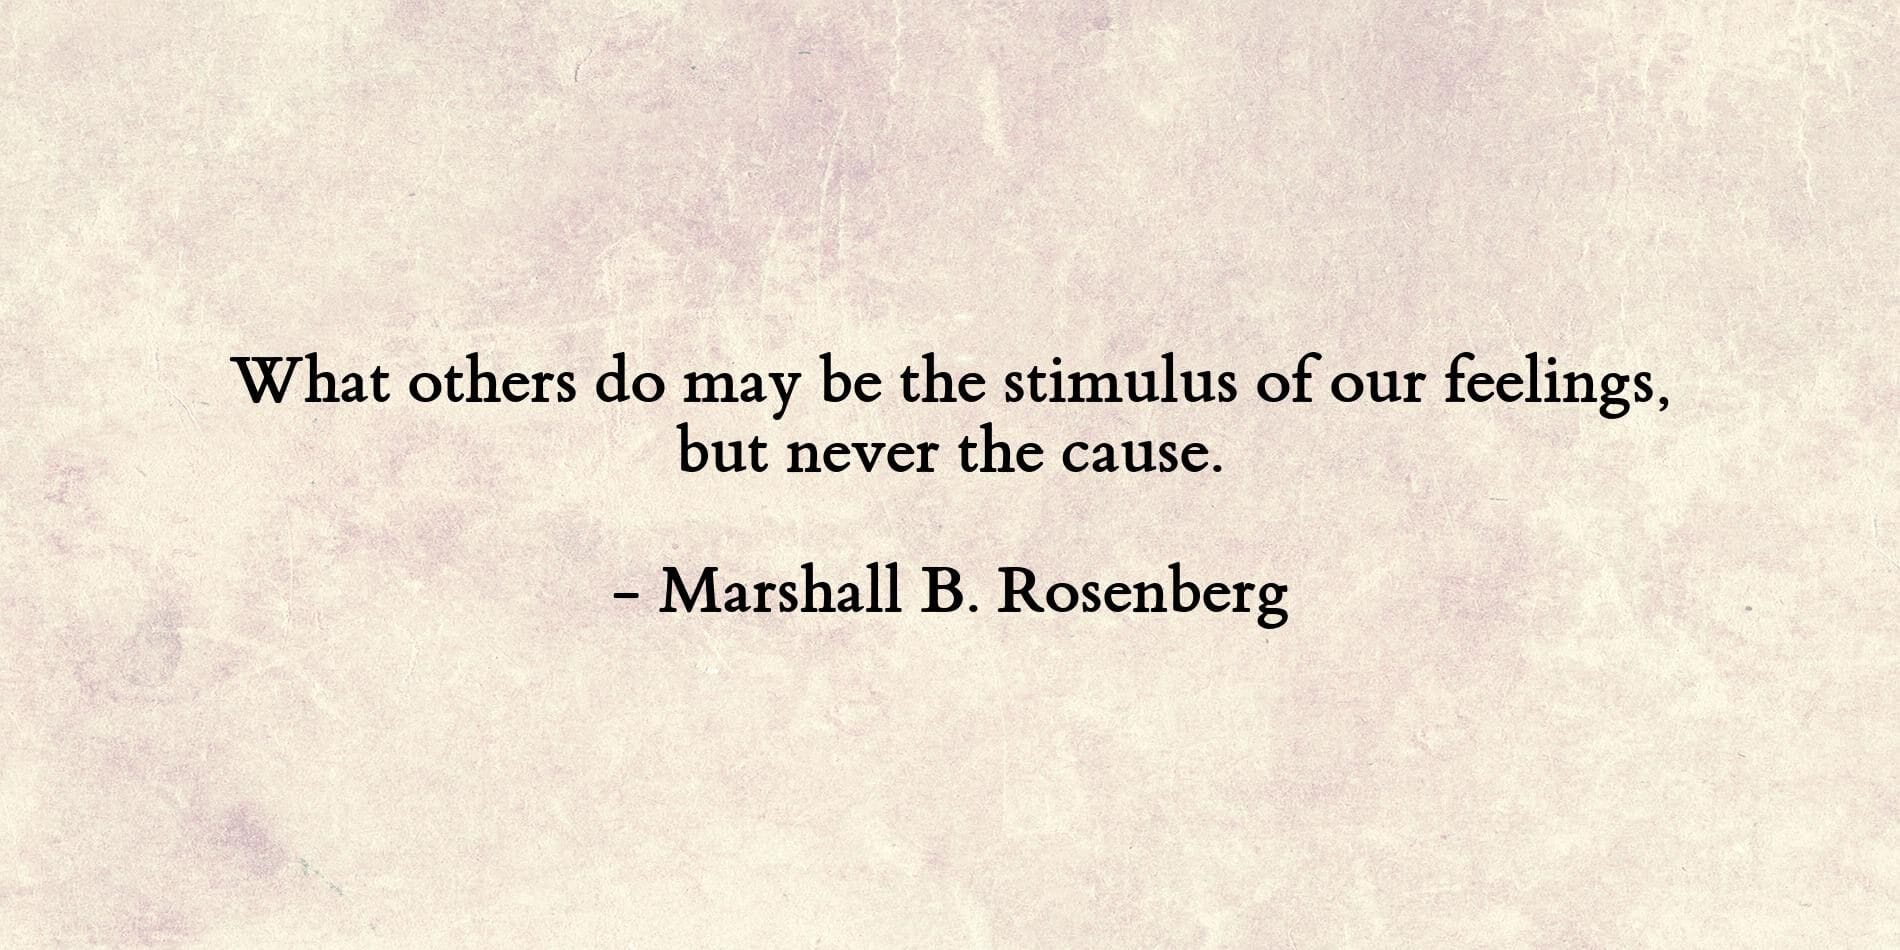 What others do may be the stimulus of our feelings,
but never the cause.
– Marshall B. Rosenberg